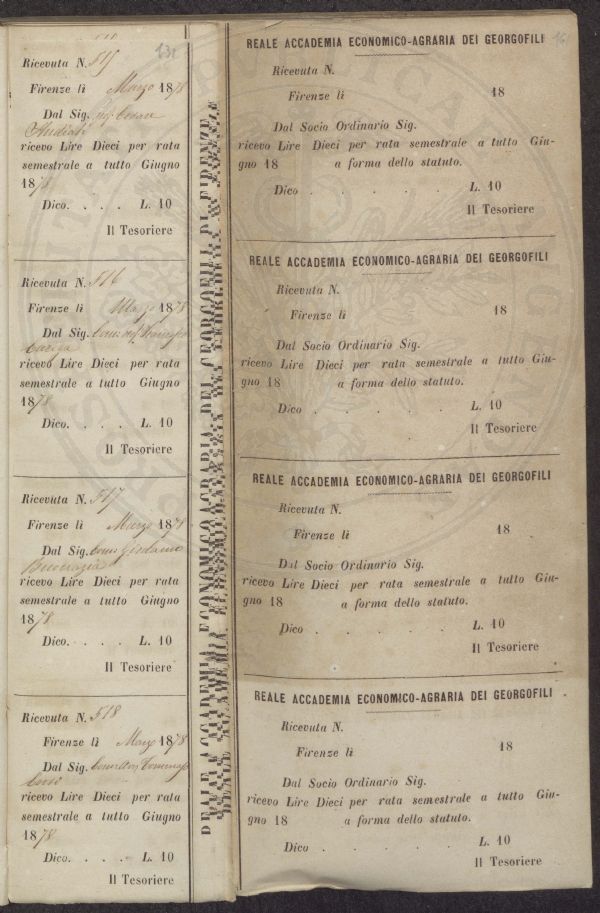 132
Ricevuta N. 515
Firenze lì Marzo 1878
Dal Sig.
ricevo Lire Dieci per rata
semestrale a tutto Giugno
1878
Dico. . . . L. 10
Il Tesoriere
Ricevuta N. 516
Firenze lì Marzo 1878
Dal Sig.
ricevo Lire Dieci per rata
semestrale a tutto Giugno
1878
Dico. . . . L. 10
Il Tesoriere
Ricevuta N. 517
Firenze lì Marzo 1878
Dal Sig.
ricevo Lire Dieci per rata
semestrale a tutto Giugno
1878
Dico. . . . L. 10
Il Tesoriere
Ricevuta N. 518
Firenze lì Marzo 1878
Dal Sig.
ricevo Lire Dieci per rata
semestrale a tutto Giugno
1878
Dico. . . . L. 10
Il Tesoriere
REALE ACCADEMIA ECONOMICO-AGRARIA DEI GEORGOFILI
Ricevuta N.
Firenze lì 18
Dal Socio Ordinario Sig.
ricevo Lire Dieci per rata semestrale a tutto Giu-
gno 18 a forma dello statuto.
Dico . . . . . L. 10
Il Tesoriere
REALE ACCADEMIA ECONOMICO-AGRARIA DEI GEORGOFILI
Ricevuta N.
Firenze lì 18
Dal Socio Ordinario Sig.
ricevo Lire Dieci per rata semestrale a tutto Giu-
gno 18 a forma dello statuto.
Dico . . . . . L. 10
Il Tesoriere
REALE ACCADEMIA ECONOMICO-AGRARIA DEI GEORGOFILI
Ricevuta N.
Firenze lì 18
Dal Socio Ordinario Sig.
ricevo Lire Dieci per rata semestrale a tutto Giu-
gno 18 a forma dello statuto.
Dico . . . . . L. 10
Il Tesoriere
REALE ACCADEMIA ECONOMICO-AGRARIA DEI GEORGOFILI
Ricevuta N.
Firenze lì 18
Dal Socio Ordinario Sig.
ricevo Lire Dieci per rata semestrale a tutto Giu-
gno 18 a forma dello statuto.
Dico . . . . . L. 10
Il Tesoriere